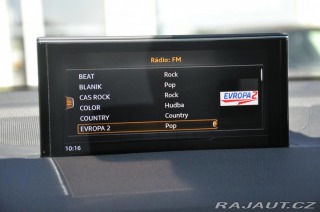 Rádio: FM
BEAT Rock
BLANIK Pop
CAS ROCK Rock
COLOR Hudba
COUNTRY Country
EVROPA 2 Pop
EVROPA 2
10:16
RAJAUT.CZ